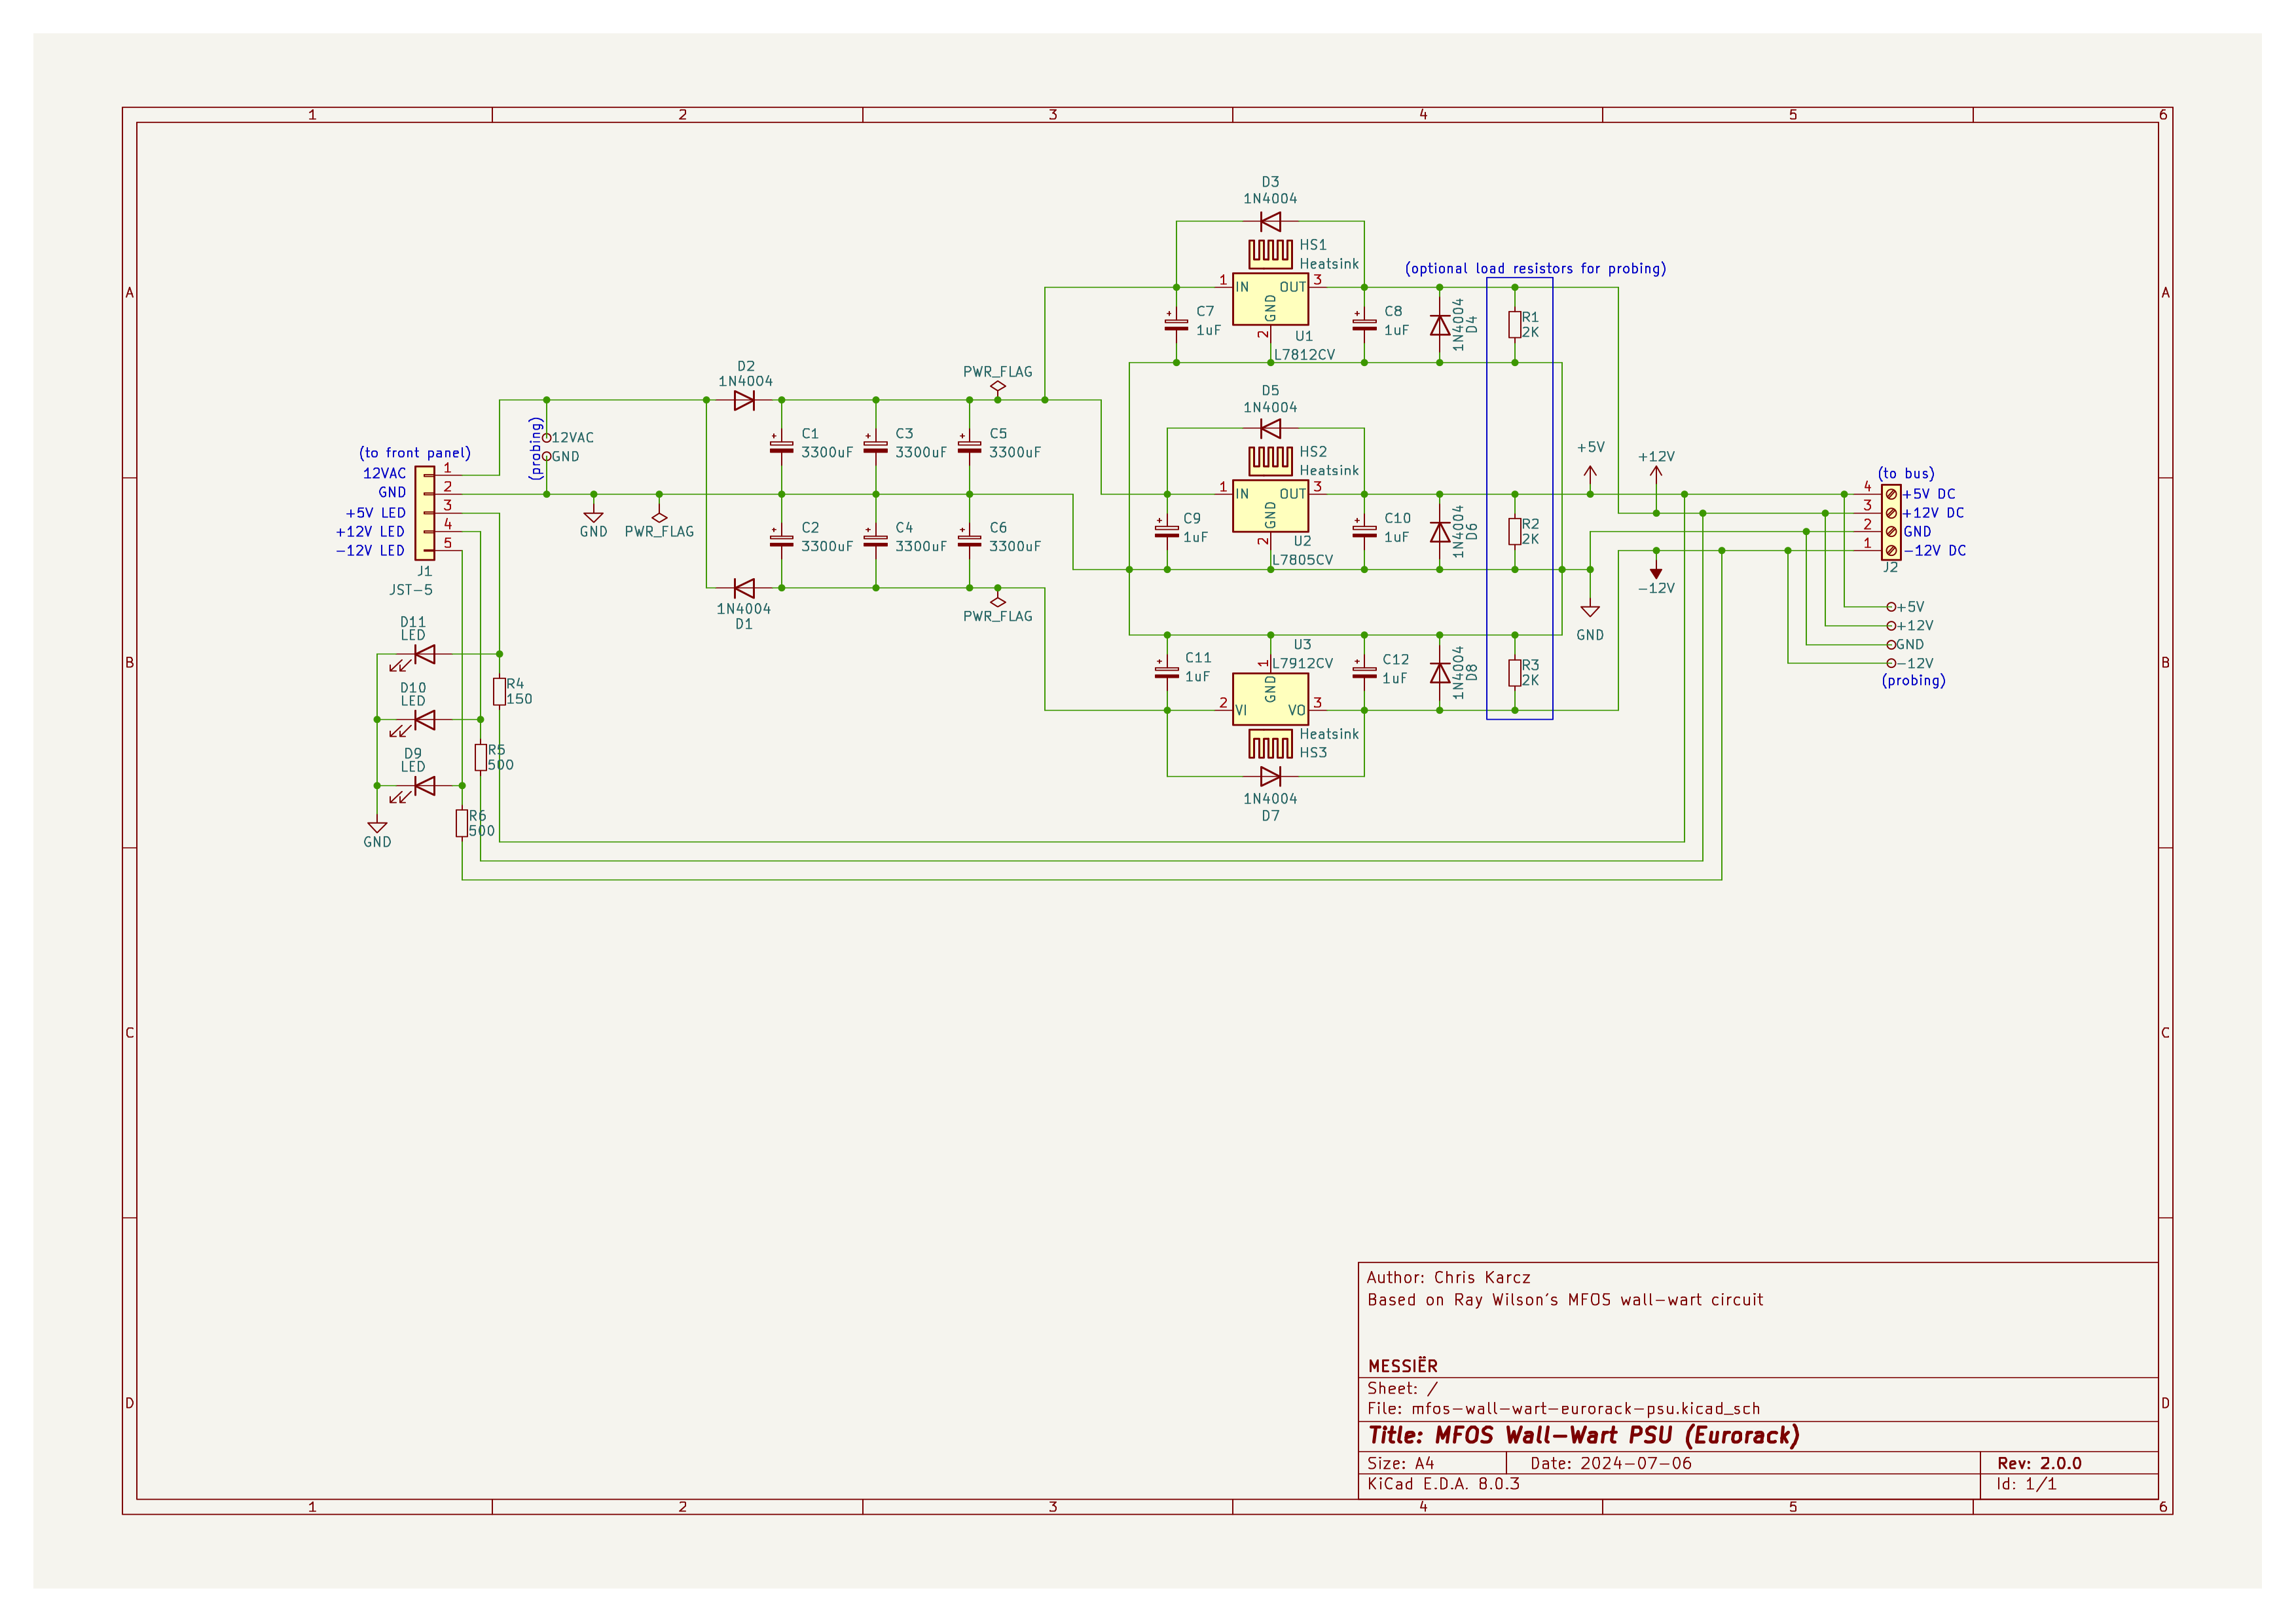 1 2 3 4 5 6
A
B
C
D
A
B
C
D
1 2 3 4 5 6
(to front panel)
12VAC
GND
+5V LED
+12V LED
-12V LED
1
2
3
4
5
J1
JST-5
(probing)
12VAC
GND
GND
PWR_FLAG
D11
LED
D10
LED
D9
LED
GND
R4
150
R5
500
R6
500
D2
1N4004
1N4004
D1
C1
3300uF
C3
3300uF
C5
3300uF
C2
3300uF
C4
3300uF
C6
3300uF
PWR_FLAG
PWR_FLAG
D3
1N4004
HS1
Heatsink
1 IN OUT 3
GND
2
U1
L7812CV
C7
1uF
C8
1uF
1N4004
D4
(optional load resistors for probing)
R1
2K
D5
1N4004
HS2
Heatsink
1 IN OUT 3
GND
2
U2
L7805CV
C9
1uF
C10
1uF
1N4004
D6
R2
2K
U3
L7912CV
1
GND
2 VI VO 3
Heatsink
HS3
1N4004
D7
C11
1uF
C12
1uF
1N4004
D8
R3
2K
+5V
+12V
-12V
GND
(to bus)
4 +5V DC
3 +12V DC
2 GND
1 -12V DC
J2
+5V
+12V
GND
-12V
(probing)
Author: Chris Karcz
Based on Ray Wilson's MFOS wall-wart circuit
MESSIËR
Sheet: /
File: mfos-wall-wart-eurorack-psu.kicad_sch
Title: MFOS Wall-Wart PSU (Eurorack)
Size: A4 Date: 2024-07-06 Rev: 2.0.0
KiCad E.D.A. 8.0.3 Id: 1/1